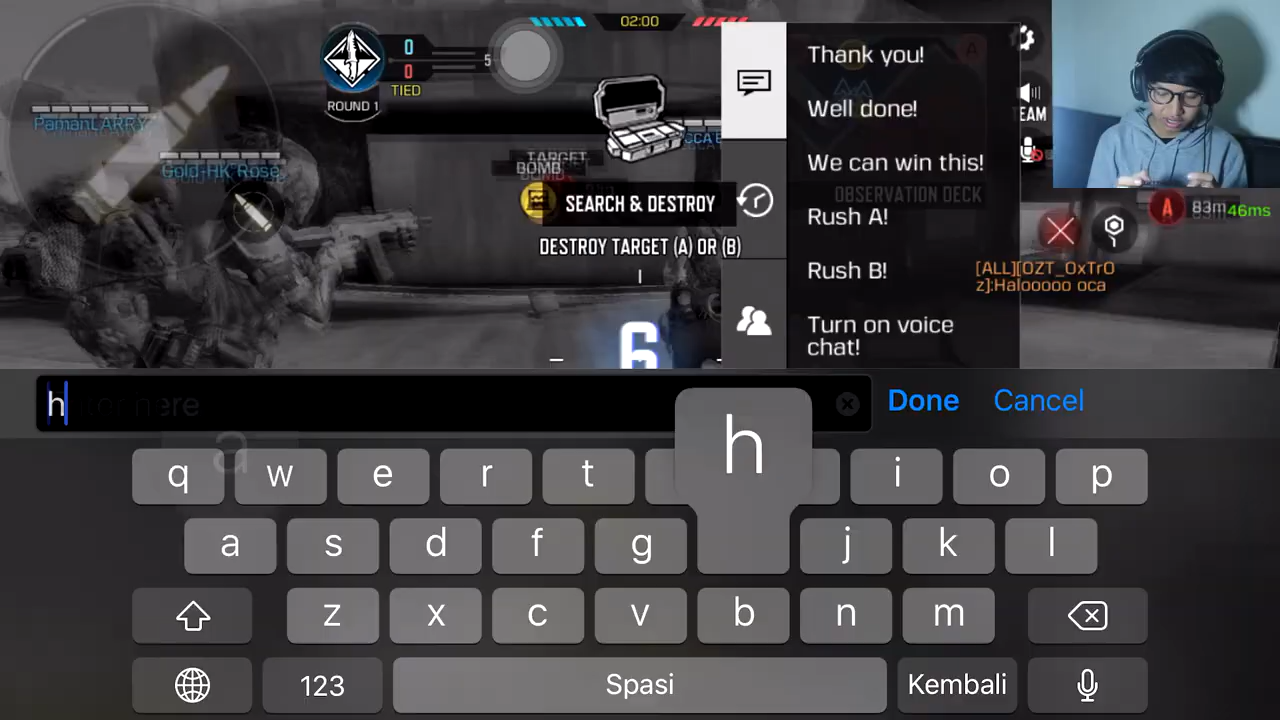 02:00
0
0
5
TIED
ROUND 1
PamanLARRY
Gold-HK Rose
TARGET
BOMB
SEARCH & DESTROY
DESTROY TARGET (A) OR (B)
6
Thank you!
Well done!
We can win this!
OBSERVATION DECK
Rush A!
Rush B!
Turn on voice
chat!
A
TEAM
A
83m
46ms
[ALL][OZT_OxTrO
z]:Halooooo oca
h
here
Done
Cancel
h
a
q w e r t i o p
a s d f g j k l
z x c v b n m
123
Spasi
Kembali